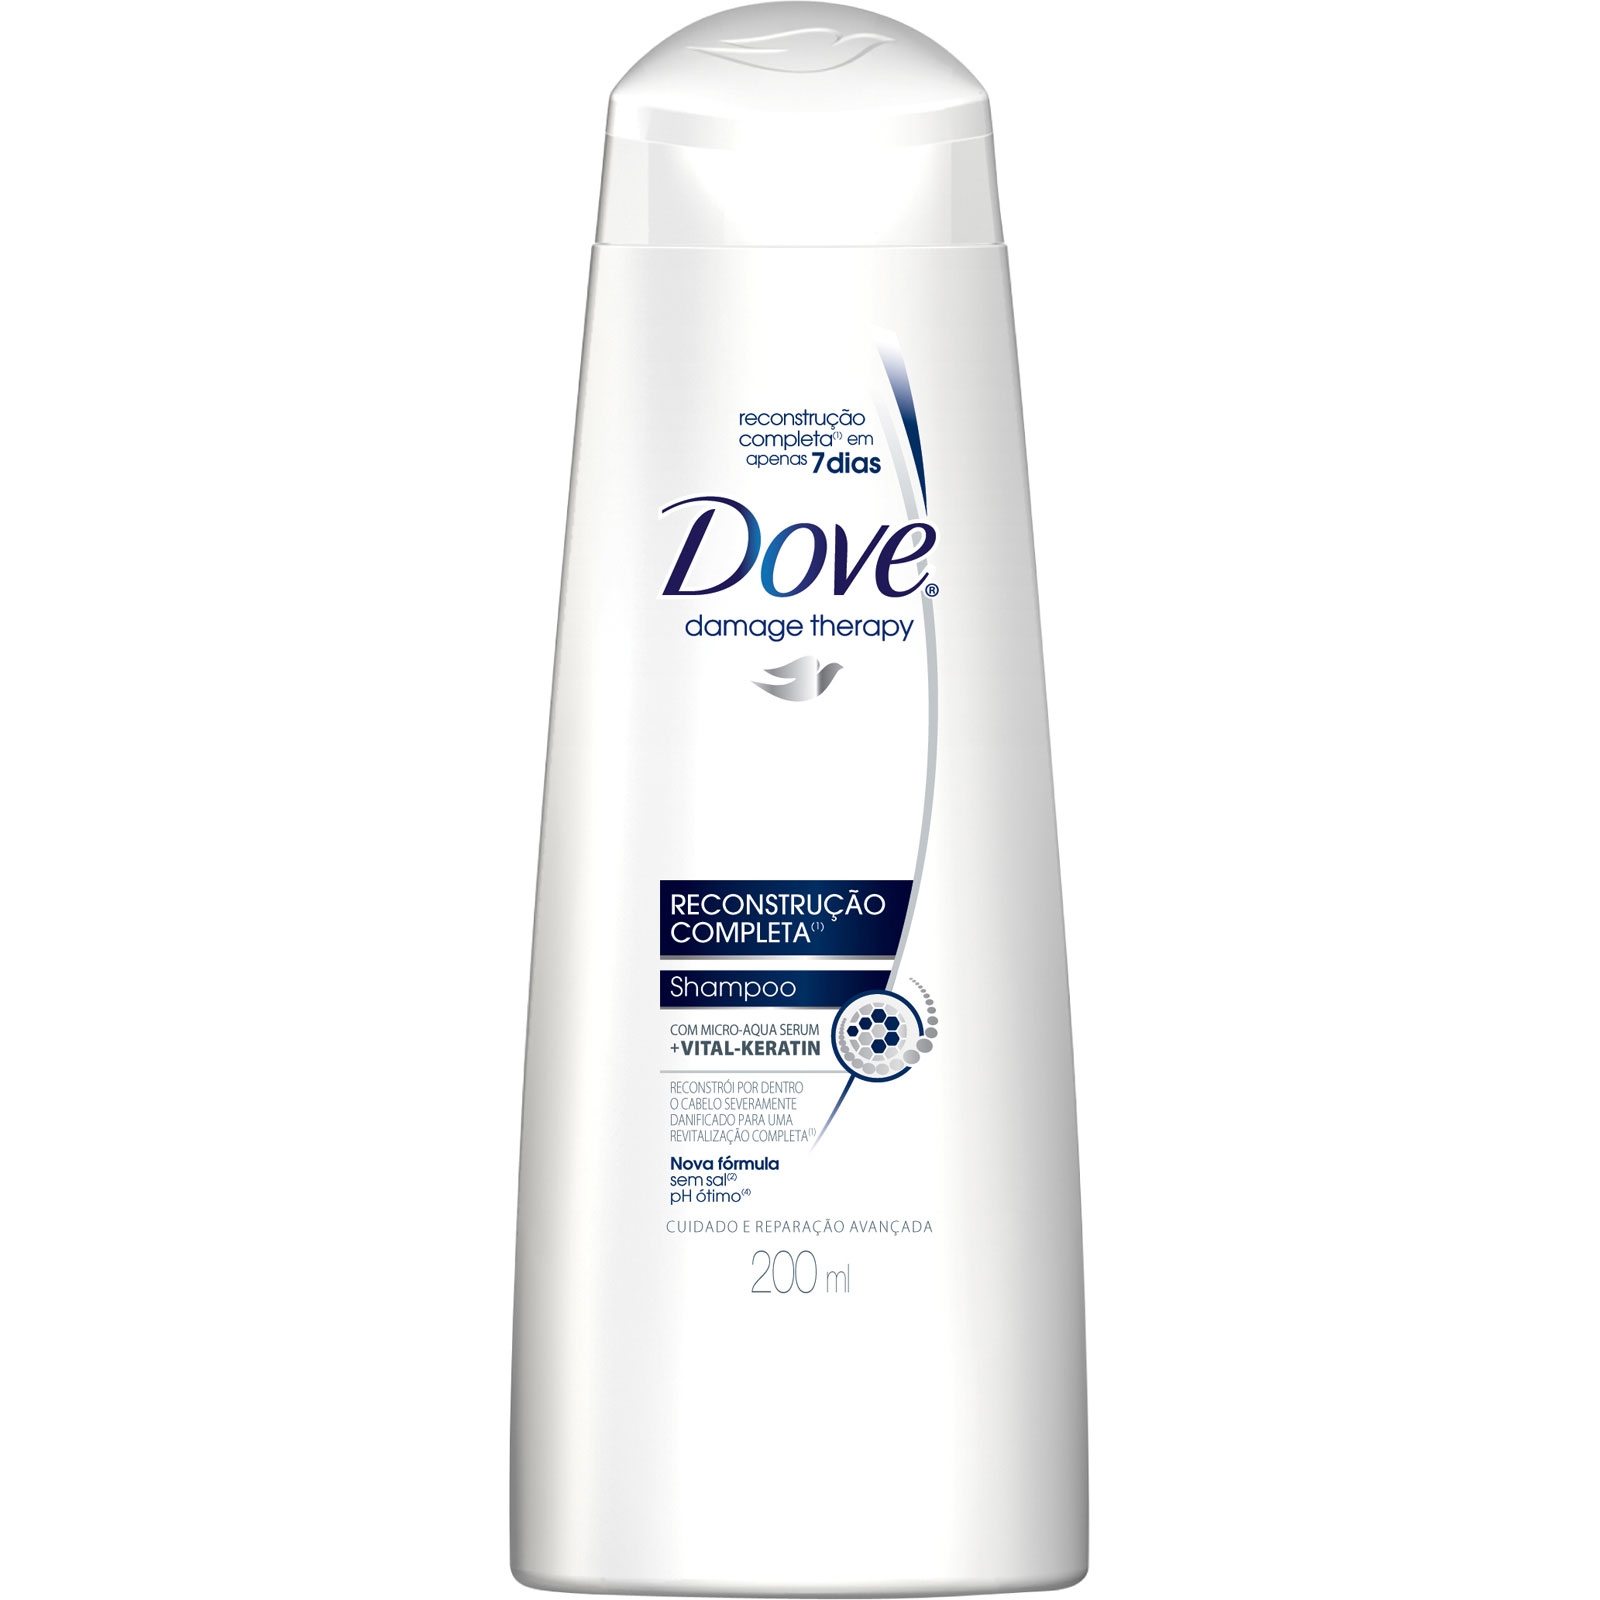 reconstrução
completa⁽¹⁾ em
apenas 7dias
Dove®
damage therapy
RECONSTRUÇÃO
COMPLETA⁽¹⁾
Shampoo
COM MICRO-AQUA SERUM
+VITAL-KERATIN
RECONSTRÓI POR DENTRO
O CABELO SEVERAMENTE
DANIFICADO PARA UMA
REVITALIZAÇÃO COMPLETA⁽¹⁾
Nova fórmula
sem sal⁽²⁾
pH ótimo⁽⁴⁾
CUIDADO E REPARAÇÃO AVANÇADA
200 ml